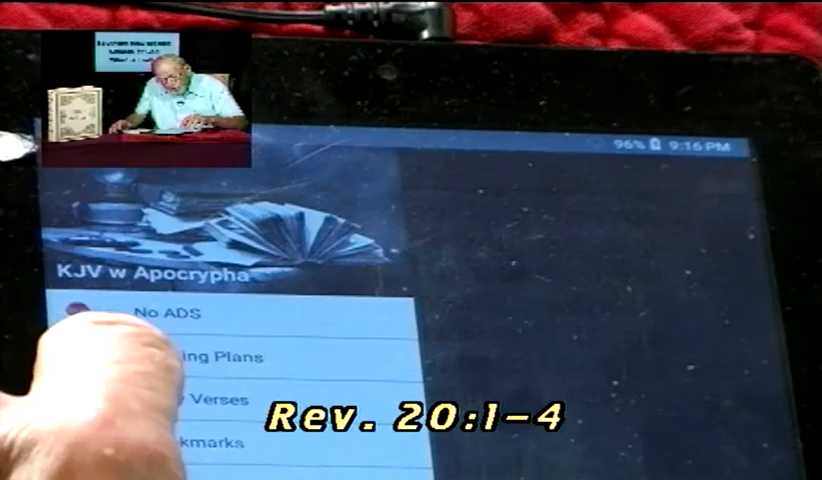 96% 9:16 PM
KJV w Apocrypha
No ADS
ing Plans
Verses
kmarks
Rev. 20:1-4